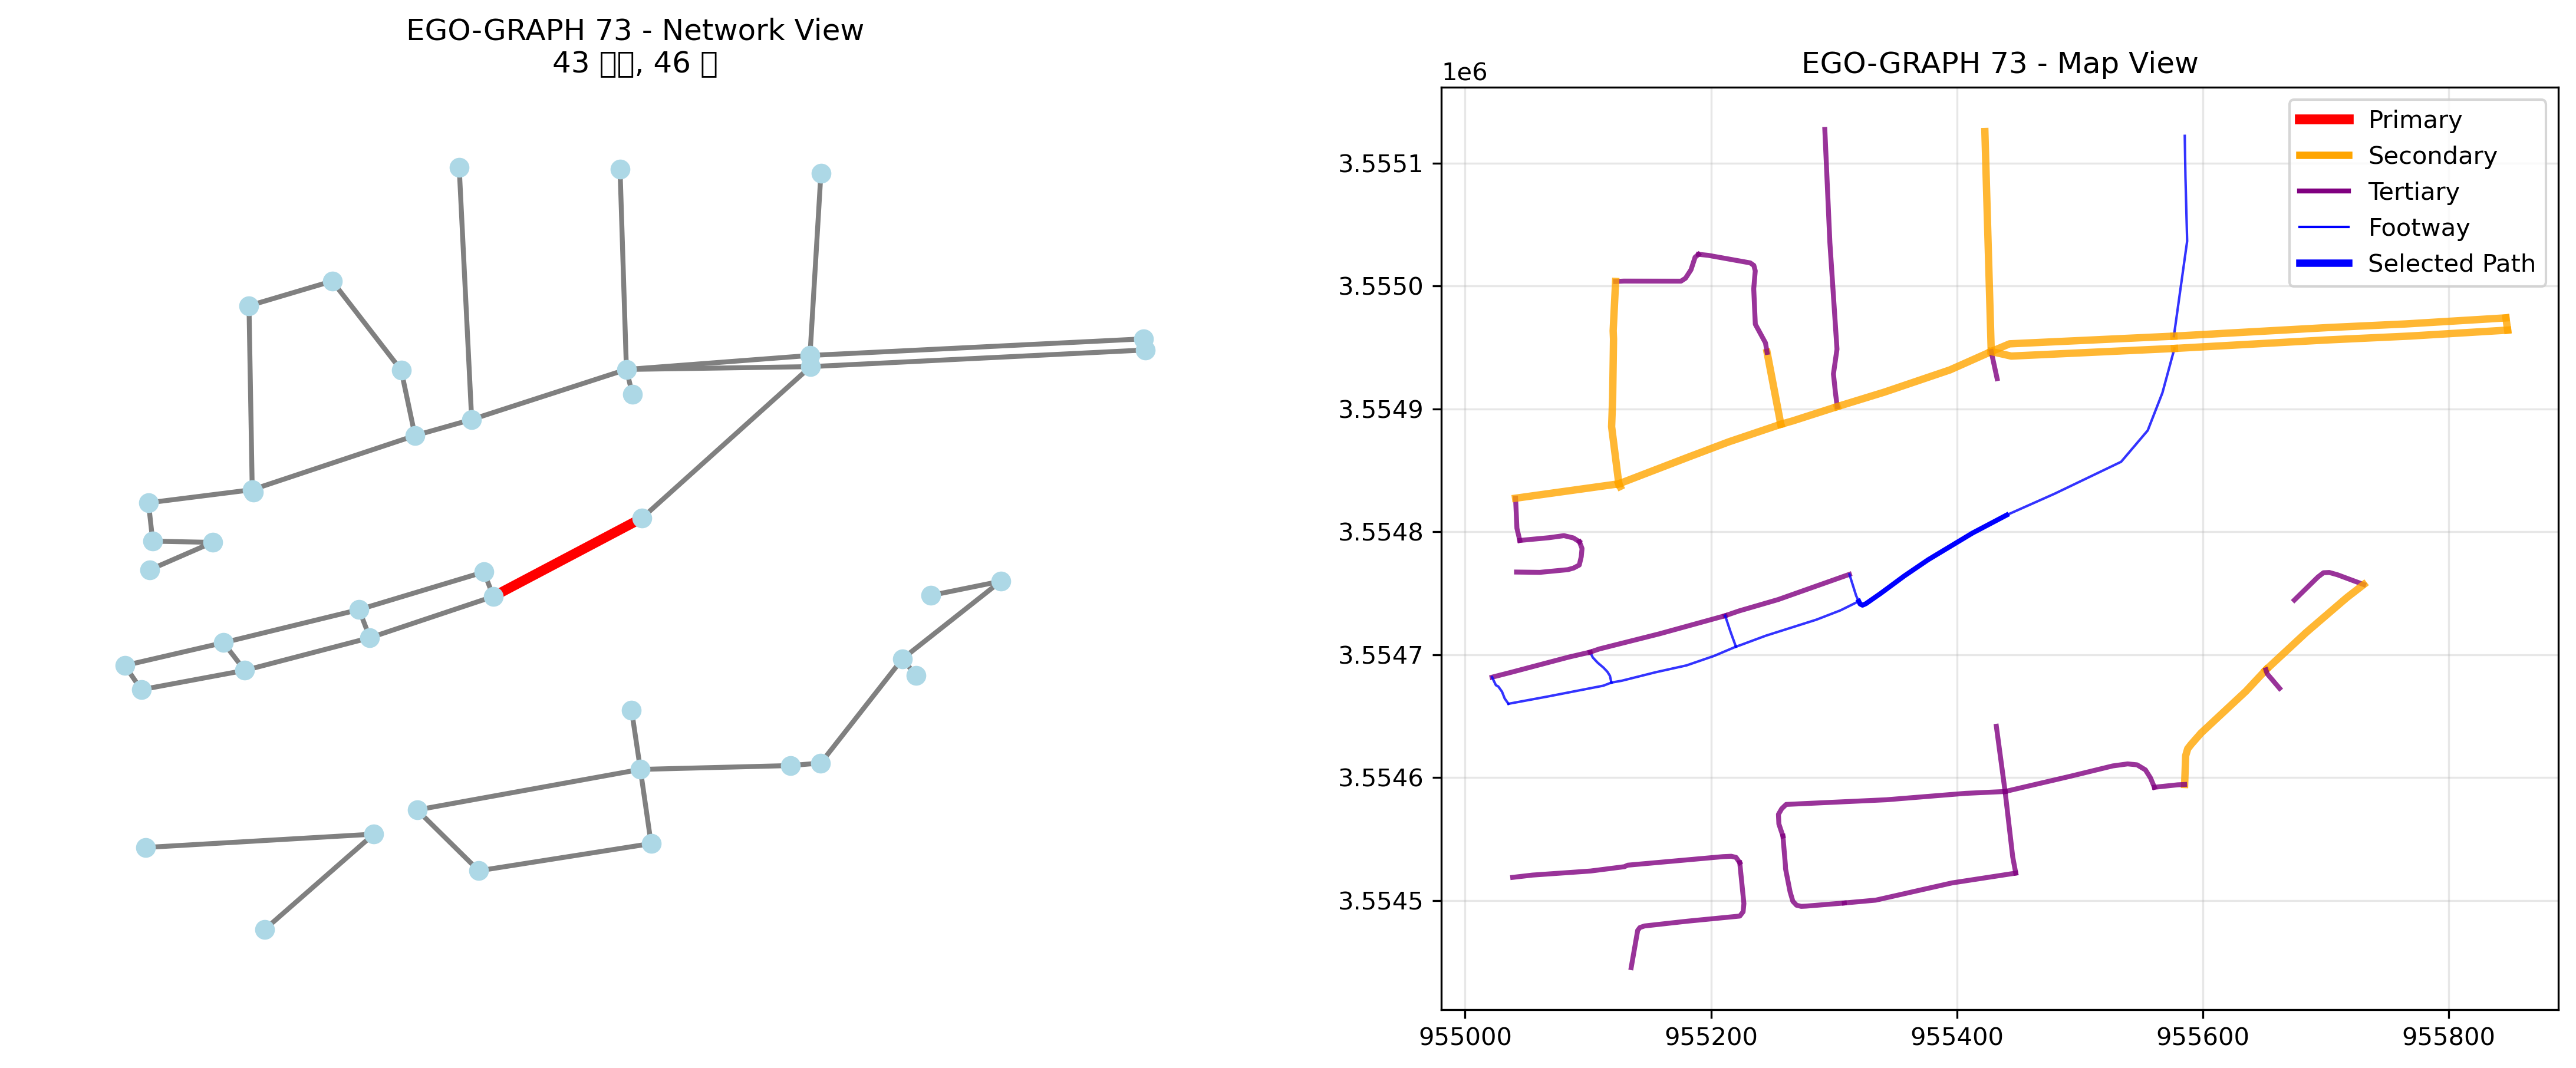 EGO-GRAPH 73 - Network View
43 , 46
EGO-GRAPH 73 - Map View
1e6
Primary
Secondary
Tertiary
Footway
Selected Path
3.5551
3.5550
3.5549
3.5548
3.5547
3.5546
3.5545
955000
955200
955400
955600
955800